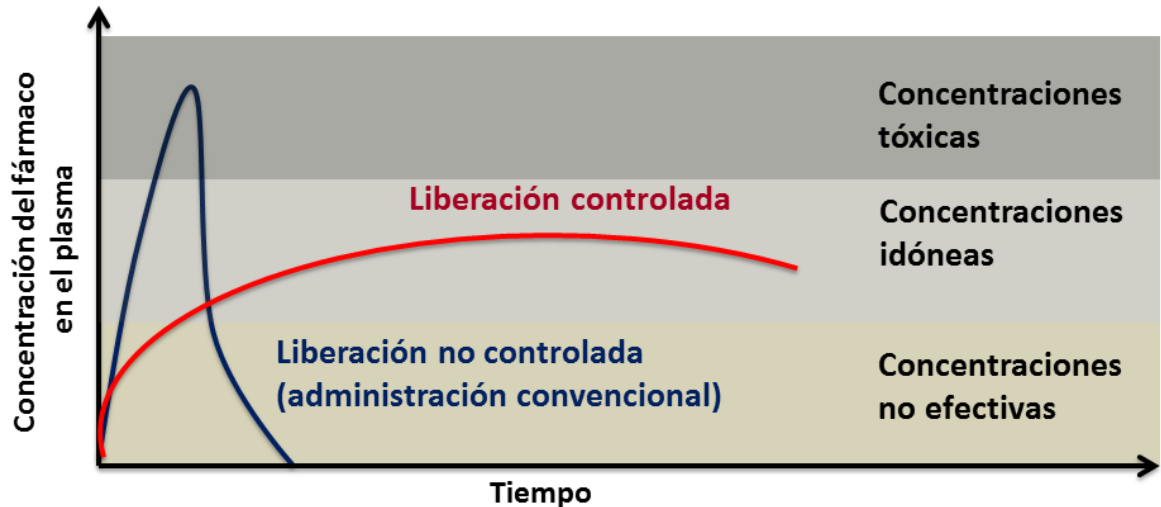 Concentración del fármaco
en el plasma
Concentraciones
tóxicas
Liberación controlada
Concentraciones
idóneas
Liberación no controlada
(administración convencional)
Concentraciones
no efectivas
Tiempo